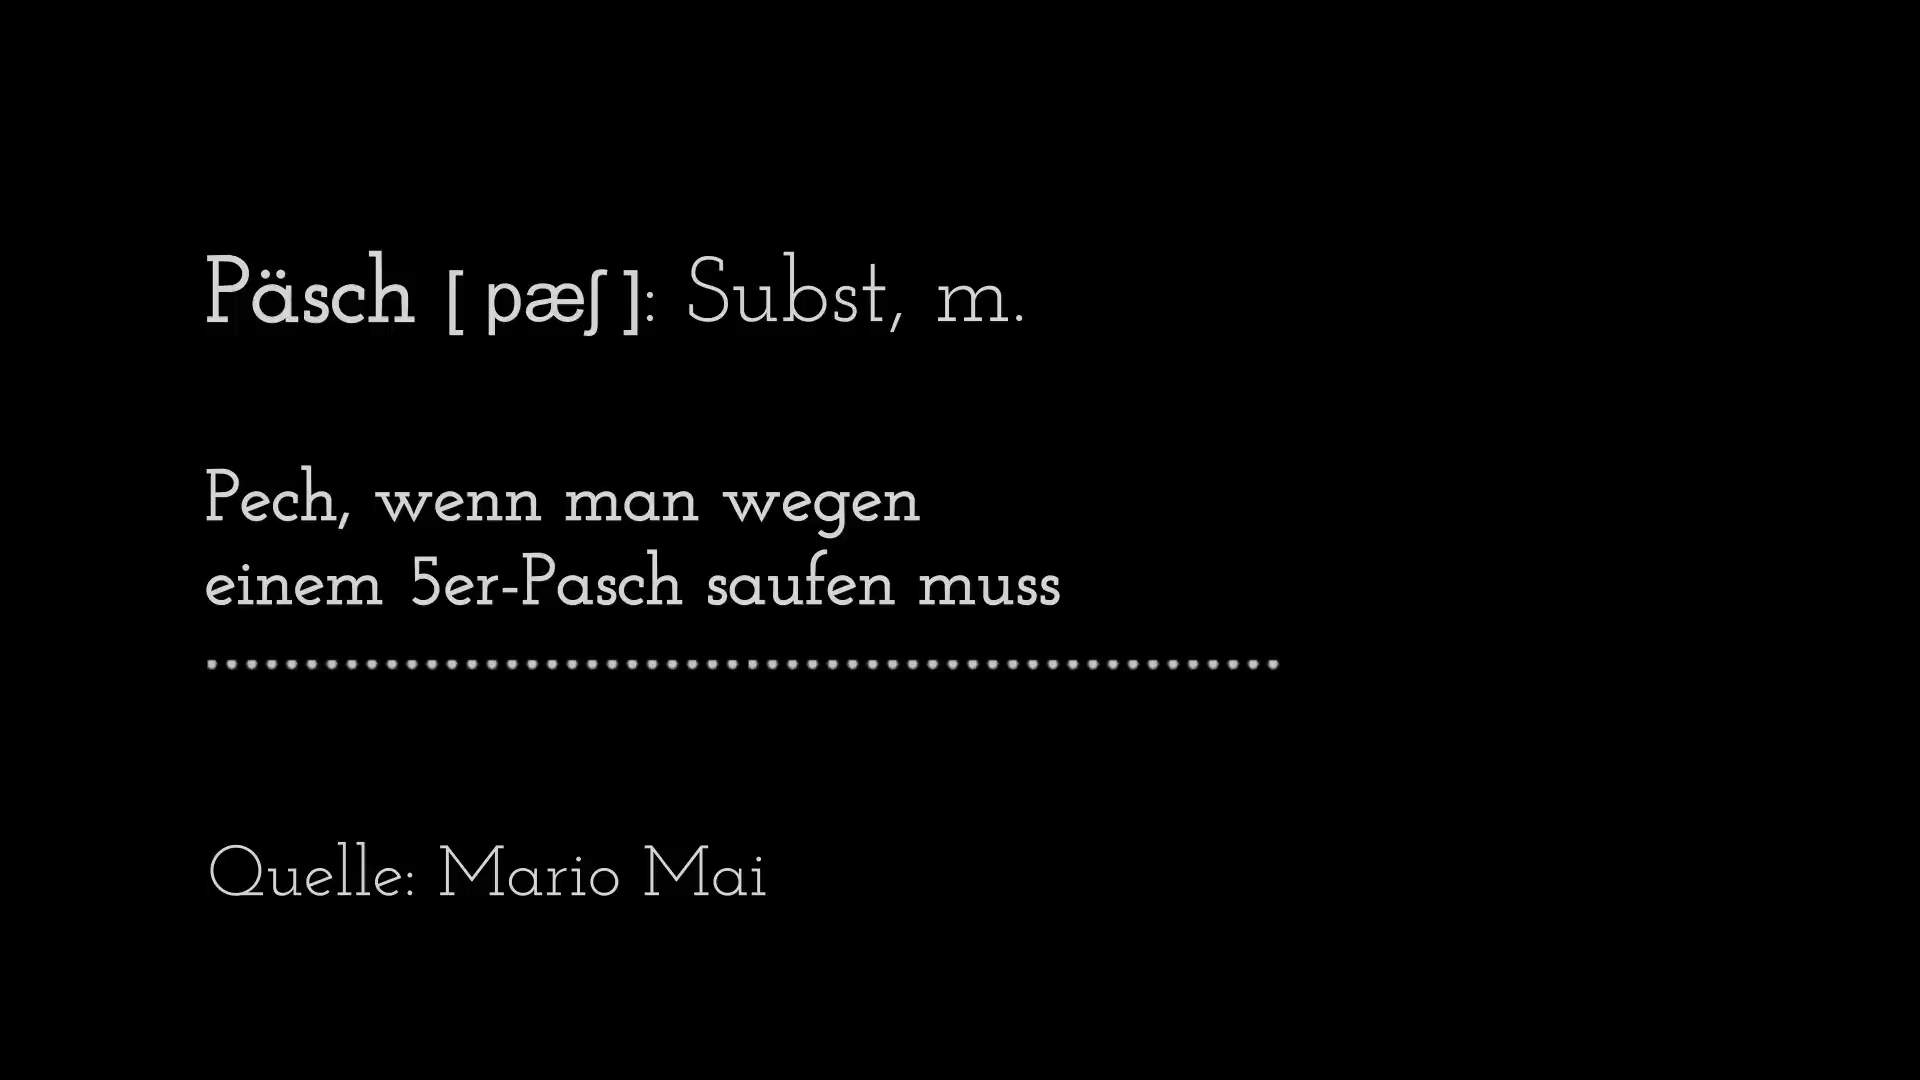 Päsch [ pæʃ ]: Subst, m.
Pech, wenn man wegen
einem 5er-Pasch saufen muss
Quelle: Mario Mai